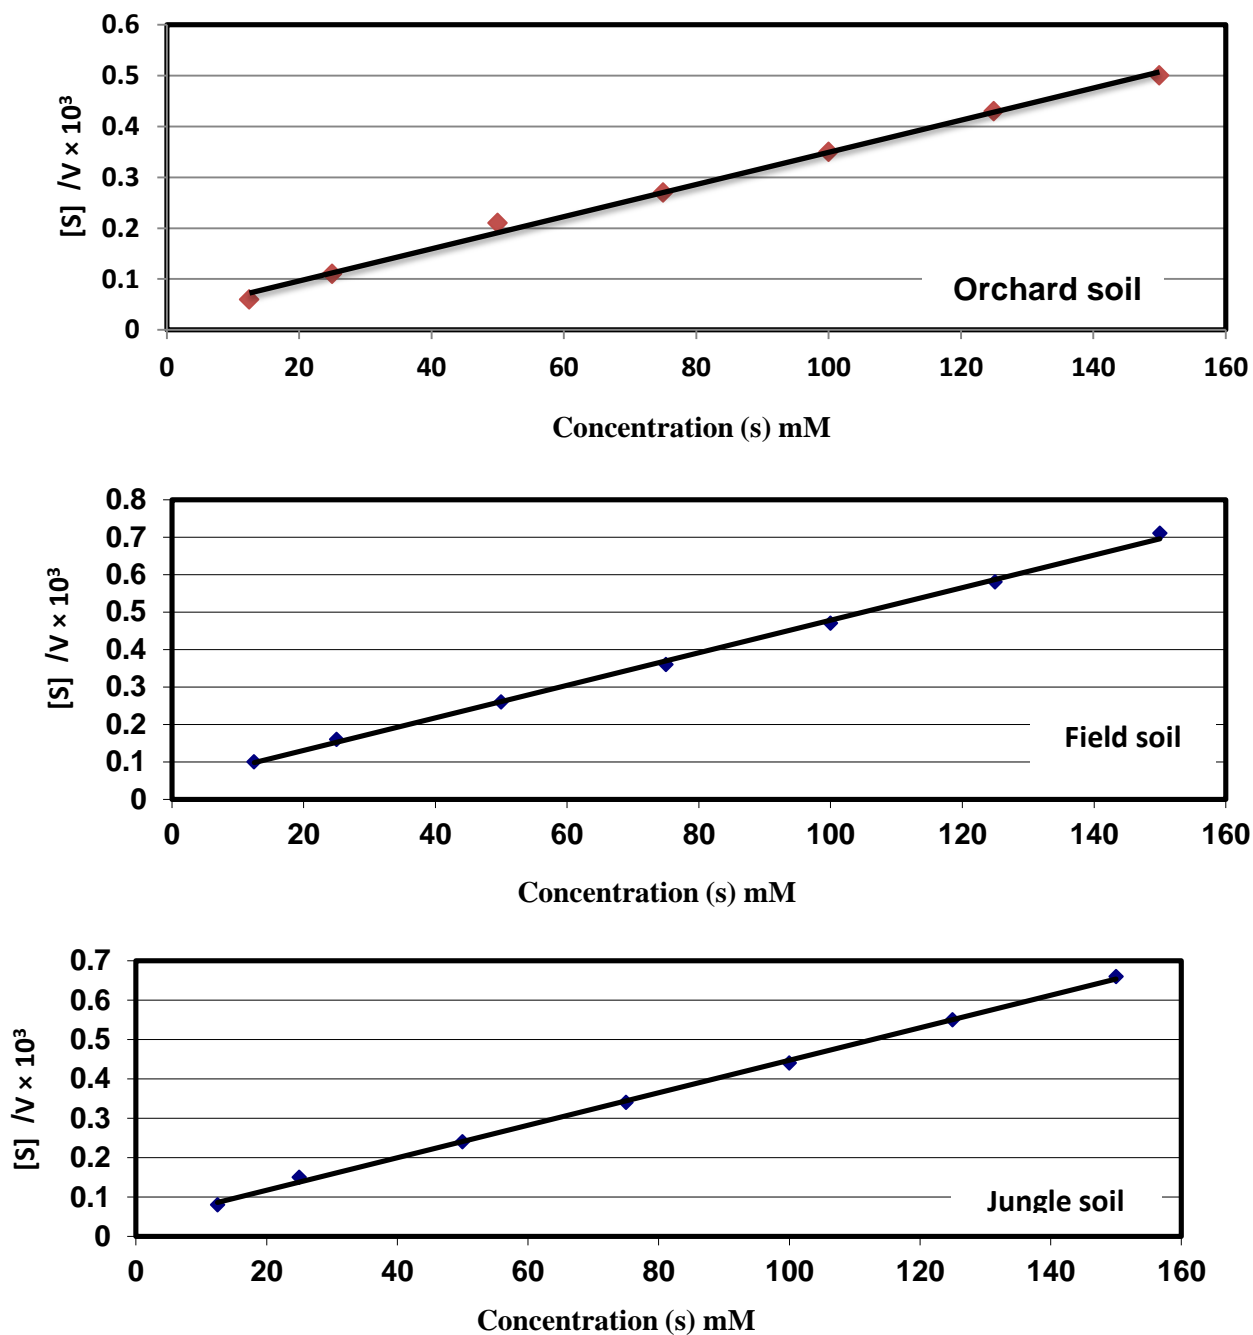 0.6
0.5
0.4
0.3
0.2
0.1
0
[S] /V × 10³
Orchard soil
0 20 40 60 80 100 120 140 160
Concentration (s) mM
0.8
0.7
0.6
0.5
0.4
0.3
0.2
0.1
0
[S] /V × 10³
Field soil
0 20 40 60 80 100 120 140 160
Concentration (s) mM
0.7
0.6
0.5
0.4
0.3
0.2
0.1
0
[S] /V × 10³
Jungle soil
0 20 40 60 80 100 120 140 160
Concentration (s) mM